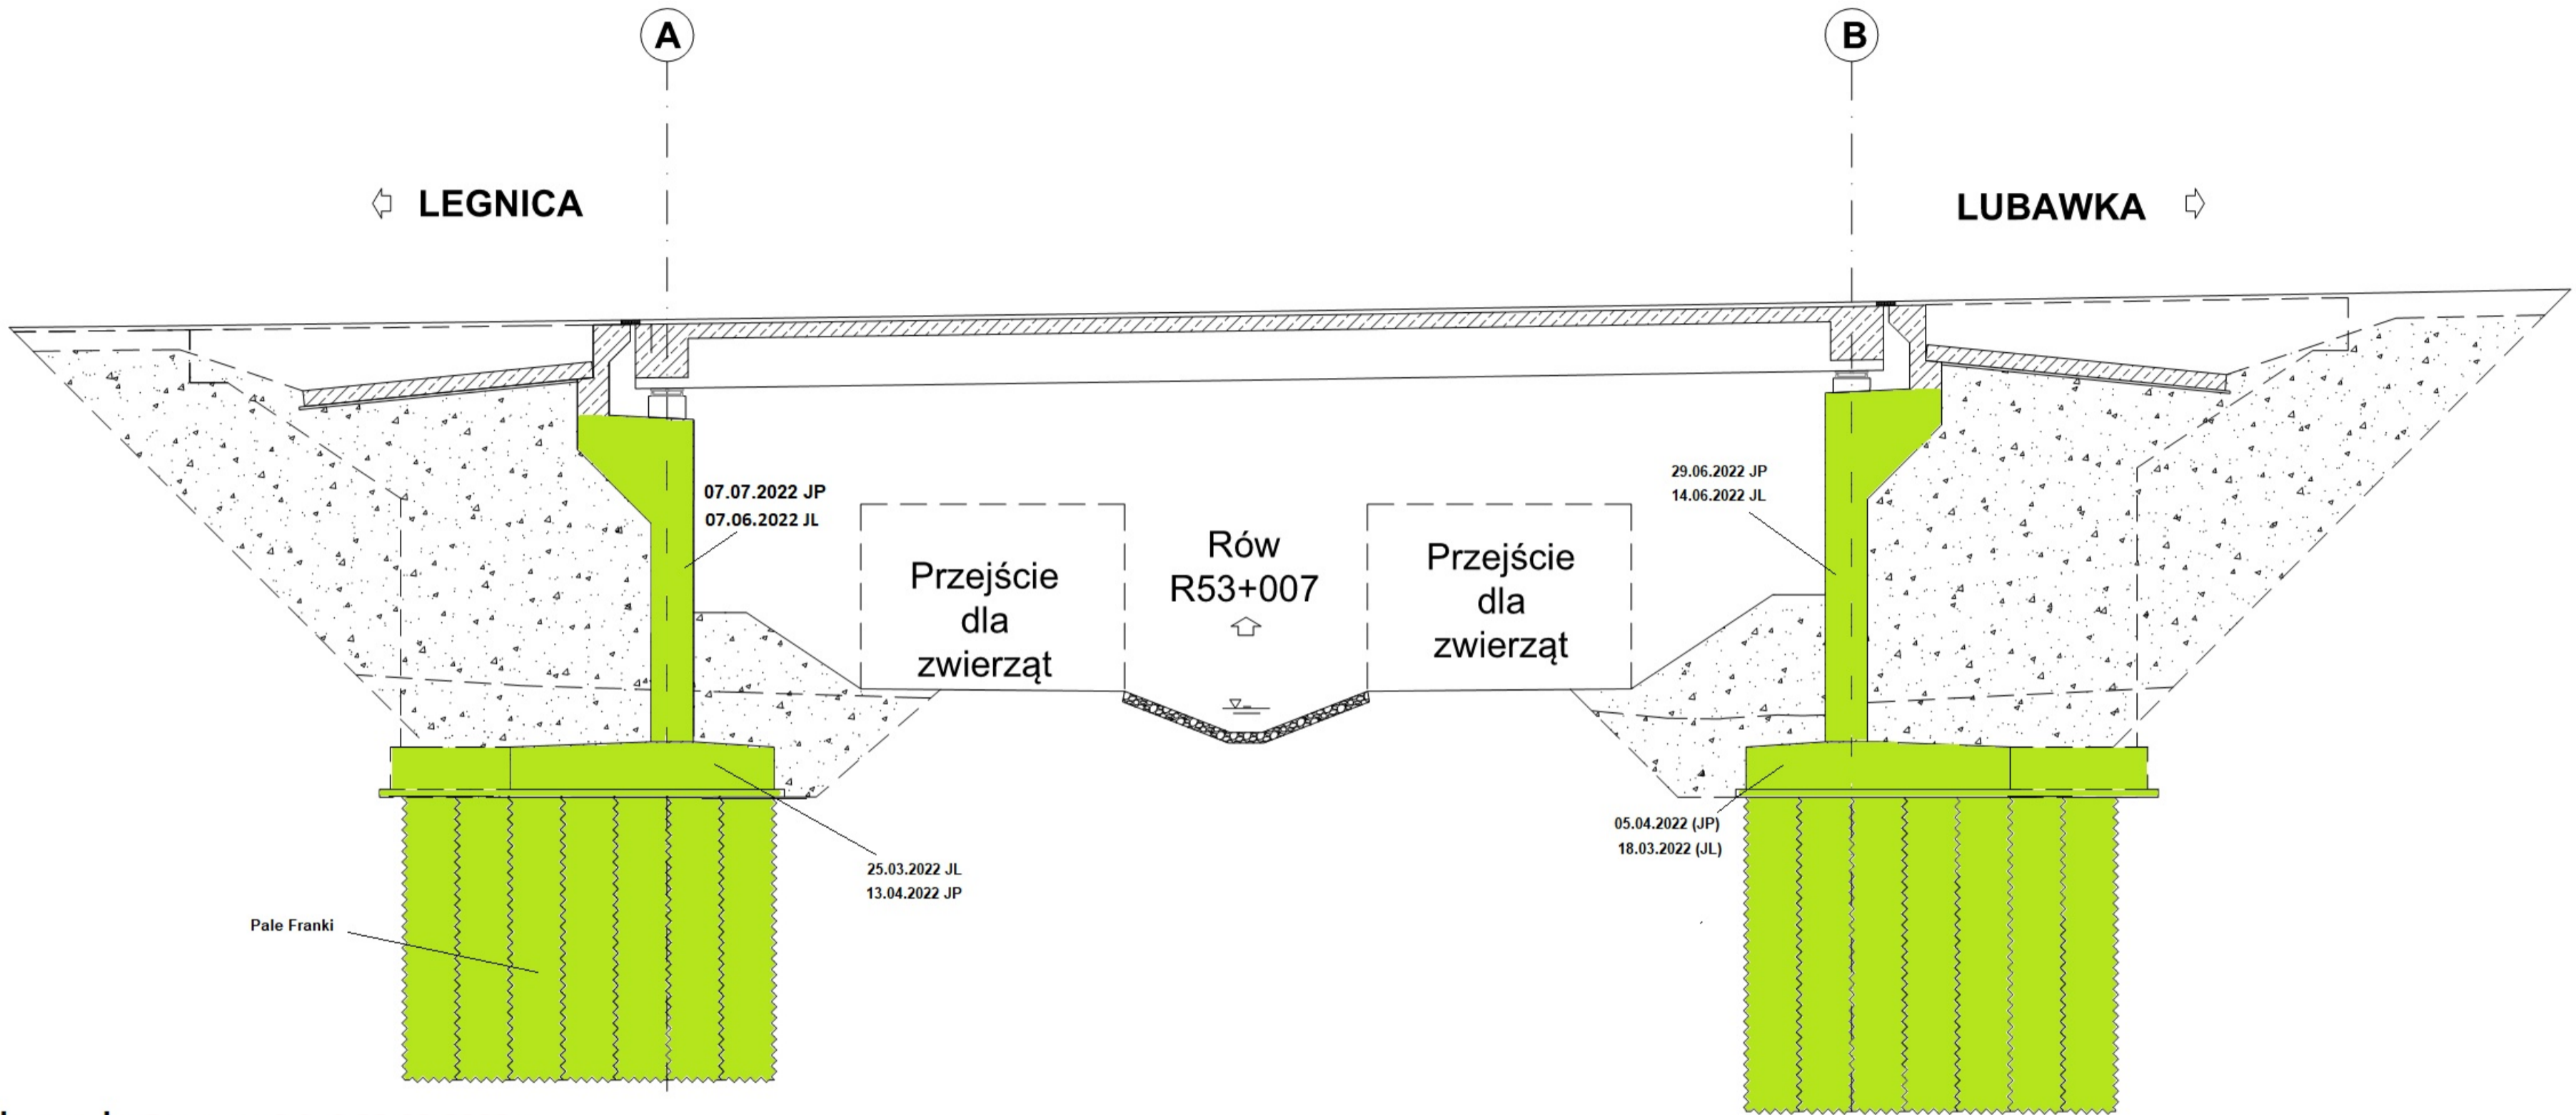 A
B
LEGNICA
LUBAWKA
07.07.2022 JP
07.06.2022 JL
29.06.2022 JP
14.06.2022 JL
Przejście
dla
zwierząt
Rów
R53+007
Przejście
dla
zwierząt
25.03.2022 JL
13.04.2022 JP
05.04.2022 (JP)
18.03.2022 (JL)
Pale Franki